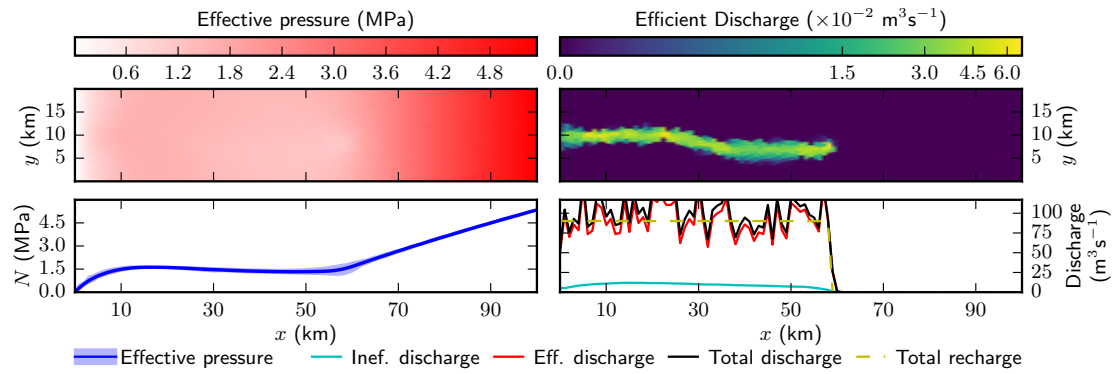 Effective pressure (MPa)
Efficient Discharge (×10⁻² m³s⁻¹)
0.6 1.2 1.8 2.4 3.0 3.6 4.2 4.8
0.0 1.5 3.0 4.5 6.0
y (km)
15
10
5
15
10
5
y (km)
N (MPa)
4.5
3.0
1.5
0.0
100
75
50
25
0
Discharge
(m³s⁻¹)
10 30 50 70 90
10 30 50 70 90
x (km)
x (km)
Effective pressure
Inef. discharge
Eff. discharge
Total discharge
Total recharge